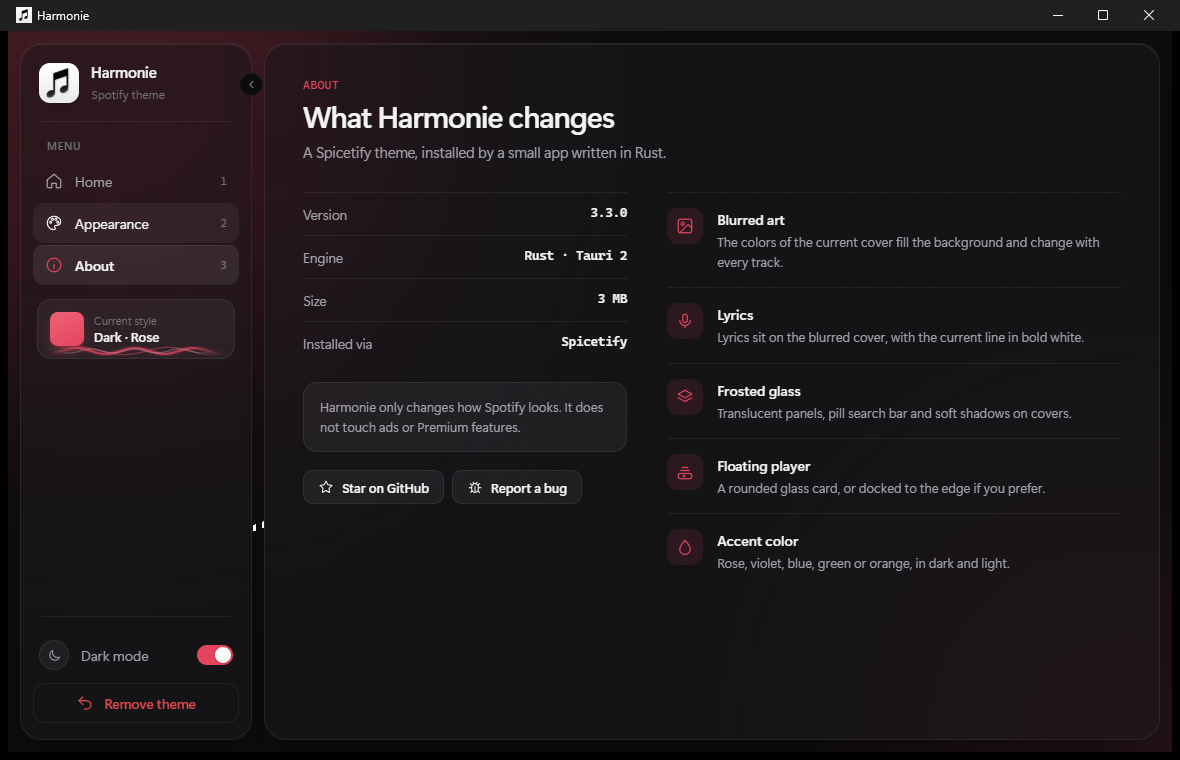 Harmonie
Harmonie
Spotify theme
MENU
Home 1
Appearance 2
About 3
Current style
Dark · Rose
Dark mode
Remove theme
ABOUT
What Harmonie changes
A Spicetify theme, installed by a small app written in Rust.
Version 3.3.0
Engine Rust · Tauri 2
Size 3 MB
Installed via Spicetify
Harmonie only changes how Spotify looks. It does
not touch ads or Premium features.
Star on GitHub
Report a bug
Blurred art
The colors of the current cover fill the background and change with
every track.
Lyrics
Lyrics sit on the blurred cover, with the current line in bold white.
Frosted glass
Translucent panels, pill search bar and soft shadows on covers.
Floating player
A rounded glass card, or docked to the edge if you prefer.
Accent color
Rose, violet, blue, green or orange, in dark and light.